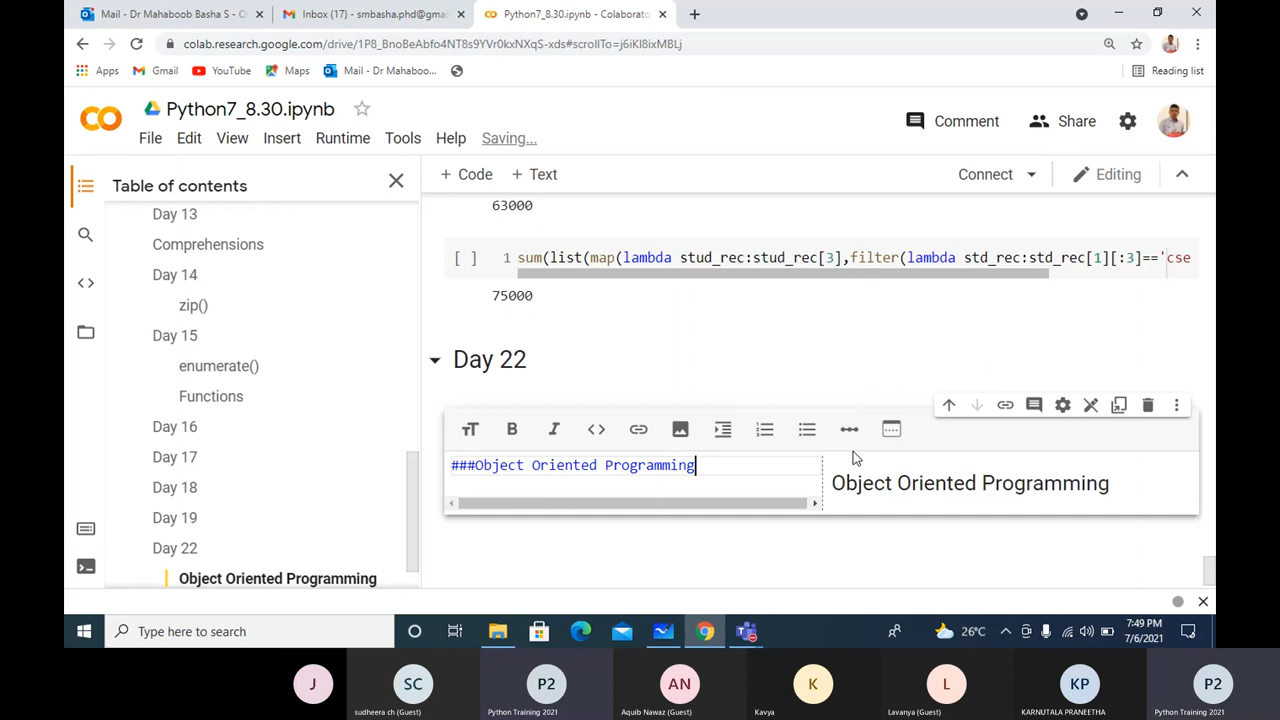 Mail - Dr Mahaboob Basha S - O
Inbox (17) - smbasha.phd@gma
Python7_8.30.ipynb - Colaborato
colab.research.google.com/drive/1P8_BnoBeAbfo4NT8s9YVr0kxNXqS-xds#scrollTo=j6iKl8ixMBLj
Apps
Gmail
YouTube
Maps
Mail - Dr Mahaboo...
Reading list
Python7_8.30.ipynb
File Edit View Insert Runtime Tools Help Saving...
Comment
Share
Table of contents
+ Code + Text
Connect
Editing
Day 13
Comprehensions
Day 14
zip()
Day 15
enumerate()
Functions
Day 16
Day 17
Day 18
Day 19
Day 22
Object Oriented Programming
63000
[ ] 1 sum(list(map(lambda stud_rec:stud_rec[3],filter(lambda std_rec:std_rec[1][:3]=='cse
75000
Day 22
###Object Oriented Programming
Object Oriented Programming
Type here to search
26°C
7:49 PM
7/6/2021
J
SC
sudheera ch (Guest)
P2
Python Training 2021
AN
Aquib Nawaz (Guest)
K
Kavya
L
Lavanya (Guest)
KP
KARNUTALA PRANEETHA
P2
Python Training 2021